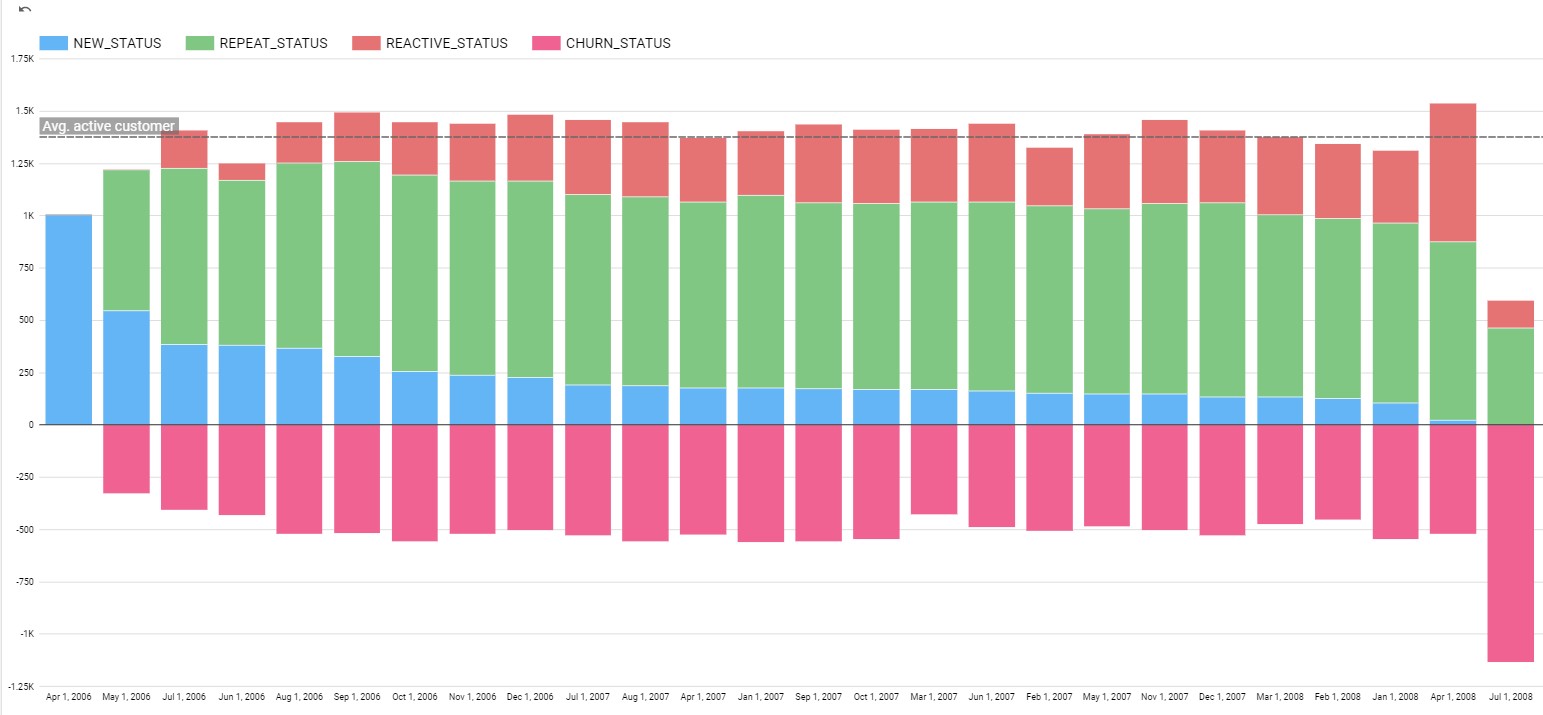 NEW_STATUS REPEAT_STATUS REACTIVE_STATUS CHURN_STATUS
1.75K
1.5K
Avg. active customer
1.25K
1K
750
500
250
0
-250
-500
-750
-1K
-1.25K
Apr 1, 2006 May 1, 2006 Jul 1, 2006 Jun 1, 2006 Aug 1, 2006 Sep 1, 2006 Oct 1, 2006 Nov 1, 2006 Dec 1, 2006 Jul 1, 2007 Aug 1, 2007 Apr 1, 2007 Jan 1, 2007 Sep 1, 2007 Oct 1, 2007 Mar 1, 2007 Jun 1, 2007 Feb 1, 2007 May 1, 2007 Nov 1, 2007 Dec 1, 2007 Mar 1, 2008 Feb 1, 2008 Jan 1, 2008 Apr 1, 2008 Jul 1, 2008